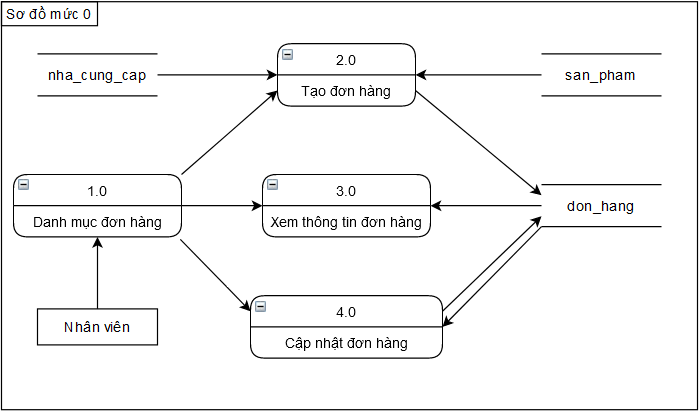 Sơ đồ mức 0
nha_cung_cap
2.0
Tạo đơn hàng
san_pham
1.0
Danh mục đơn hàng
3.0
Xem thông tin đơn hàng
don_hang
Nhân viên
4.0
Cập nhật đơn hàng